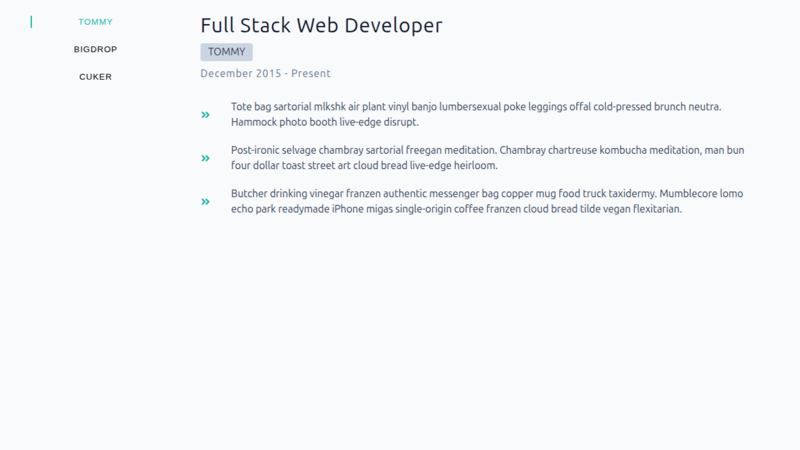 TOMMY
BIGDROP
CUKER
Full Stack Web Developer
TOMMY
December 2015 - Present
Tote bag sartorial mlkshk air plant vinyl banjo lumbersexual poke leggings offal cold-pressed brunch neutra.
Hammock photo booth live-edge disrupt.
Post-ironic selvage chambray sartorial freegan meditation. Chambray chartreuse kombucha meditation, man bun
four dollar toast street art cloud bread live-edge heirloom.
Butcher drinking vinegar franzen authentic messenger bag copper mug food truck taxidermy. Mumblecore lomo
echo park readymade iPhone migas single-origin coffee franzen cloud bread tilde vegan flexitarian.